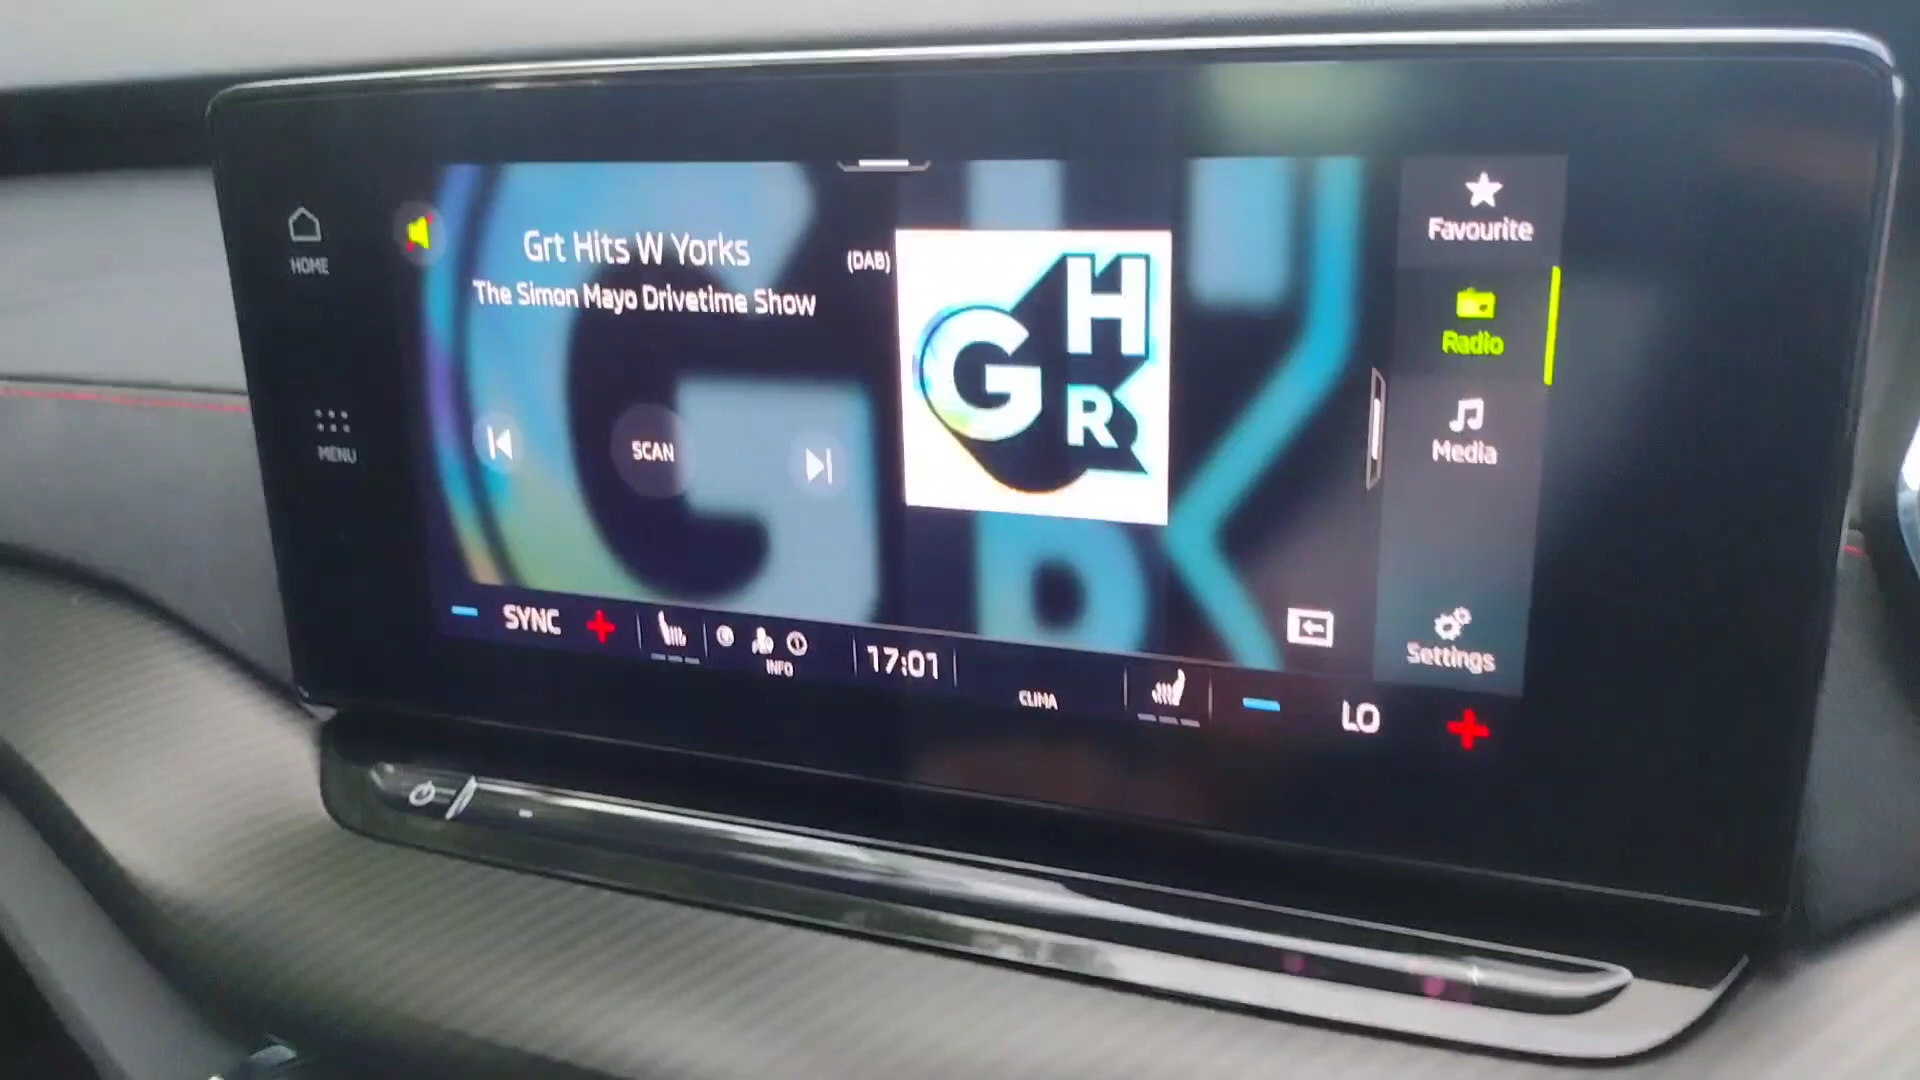 HOME
MENU
Grt Hits W Yorks
(DAB)
The Simon Mayo Drivetime Show
SCAN
G H R
Favourite
Radio
Media
Settings
SYNC
INFO
17:01
CLIMA
LO